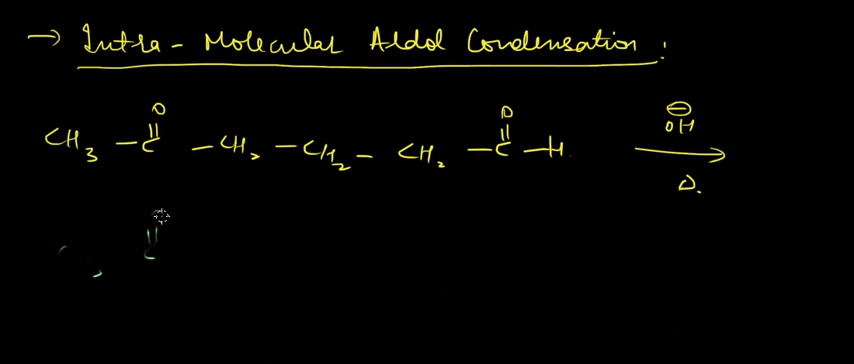 → Intra - Molecular Aldol Condensation :
O O ⊖
CH3 – C – CH2 – CH2 – CH2 – C – H OH
Δ.